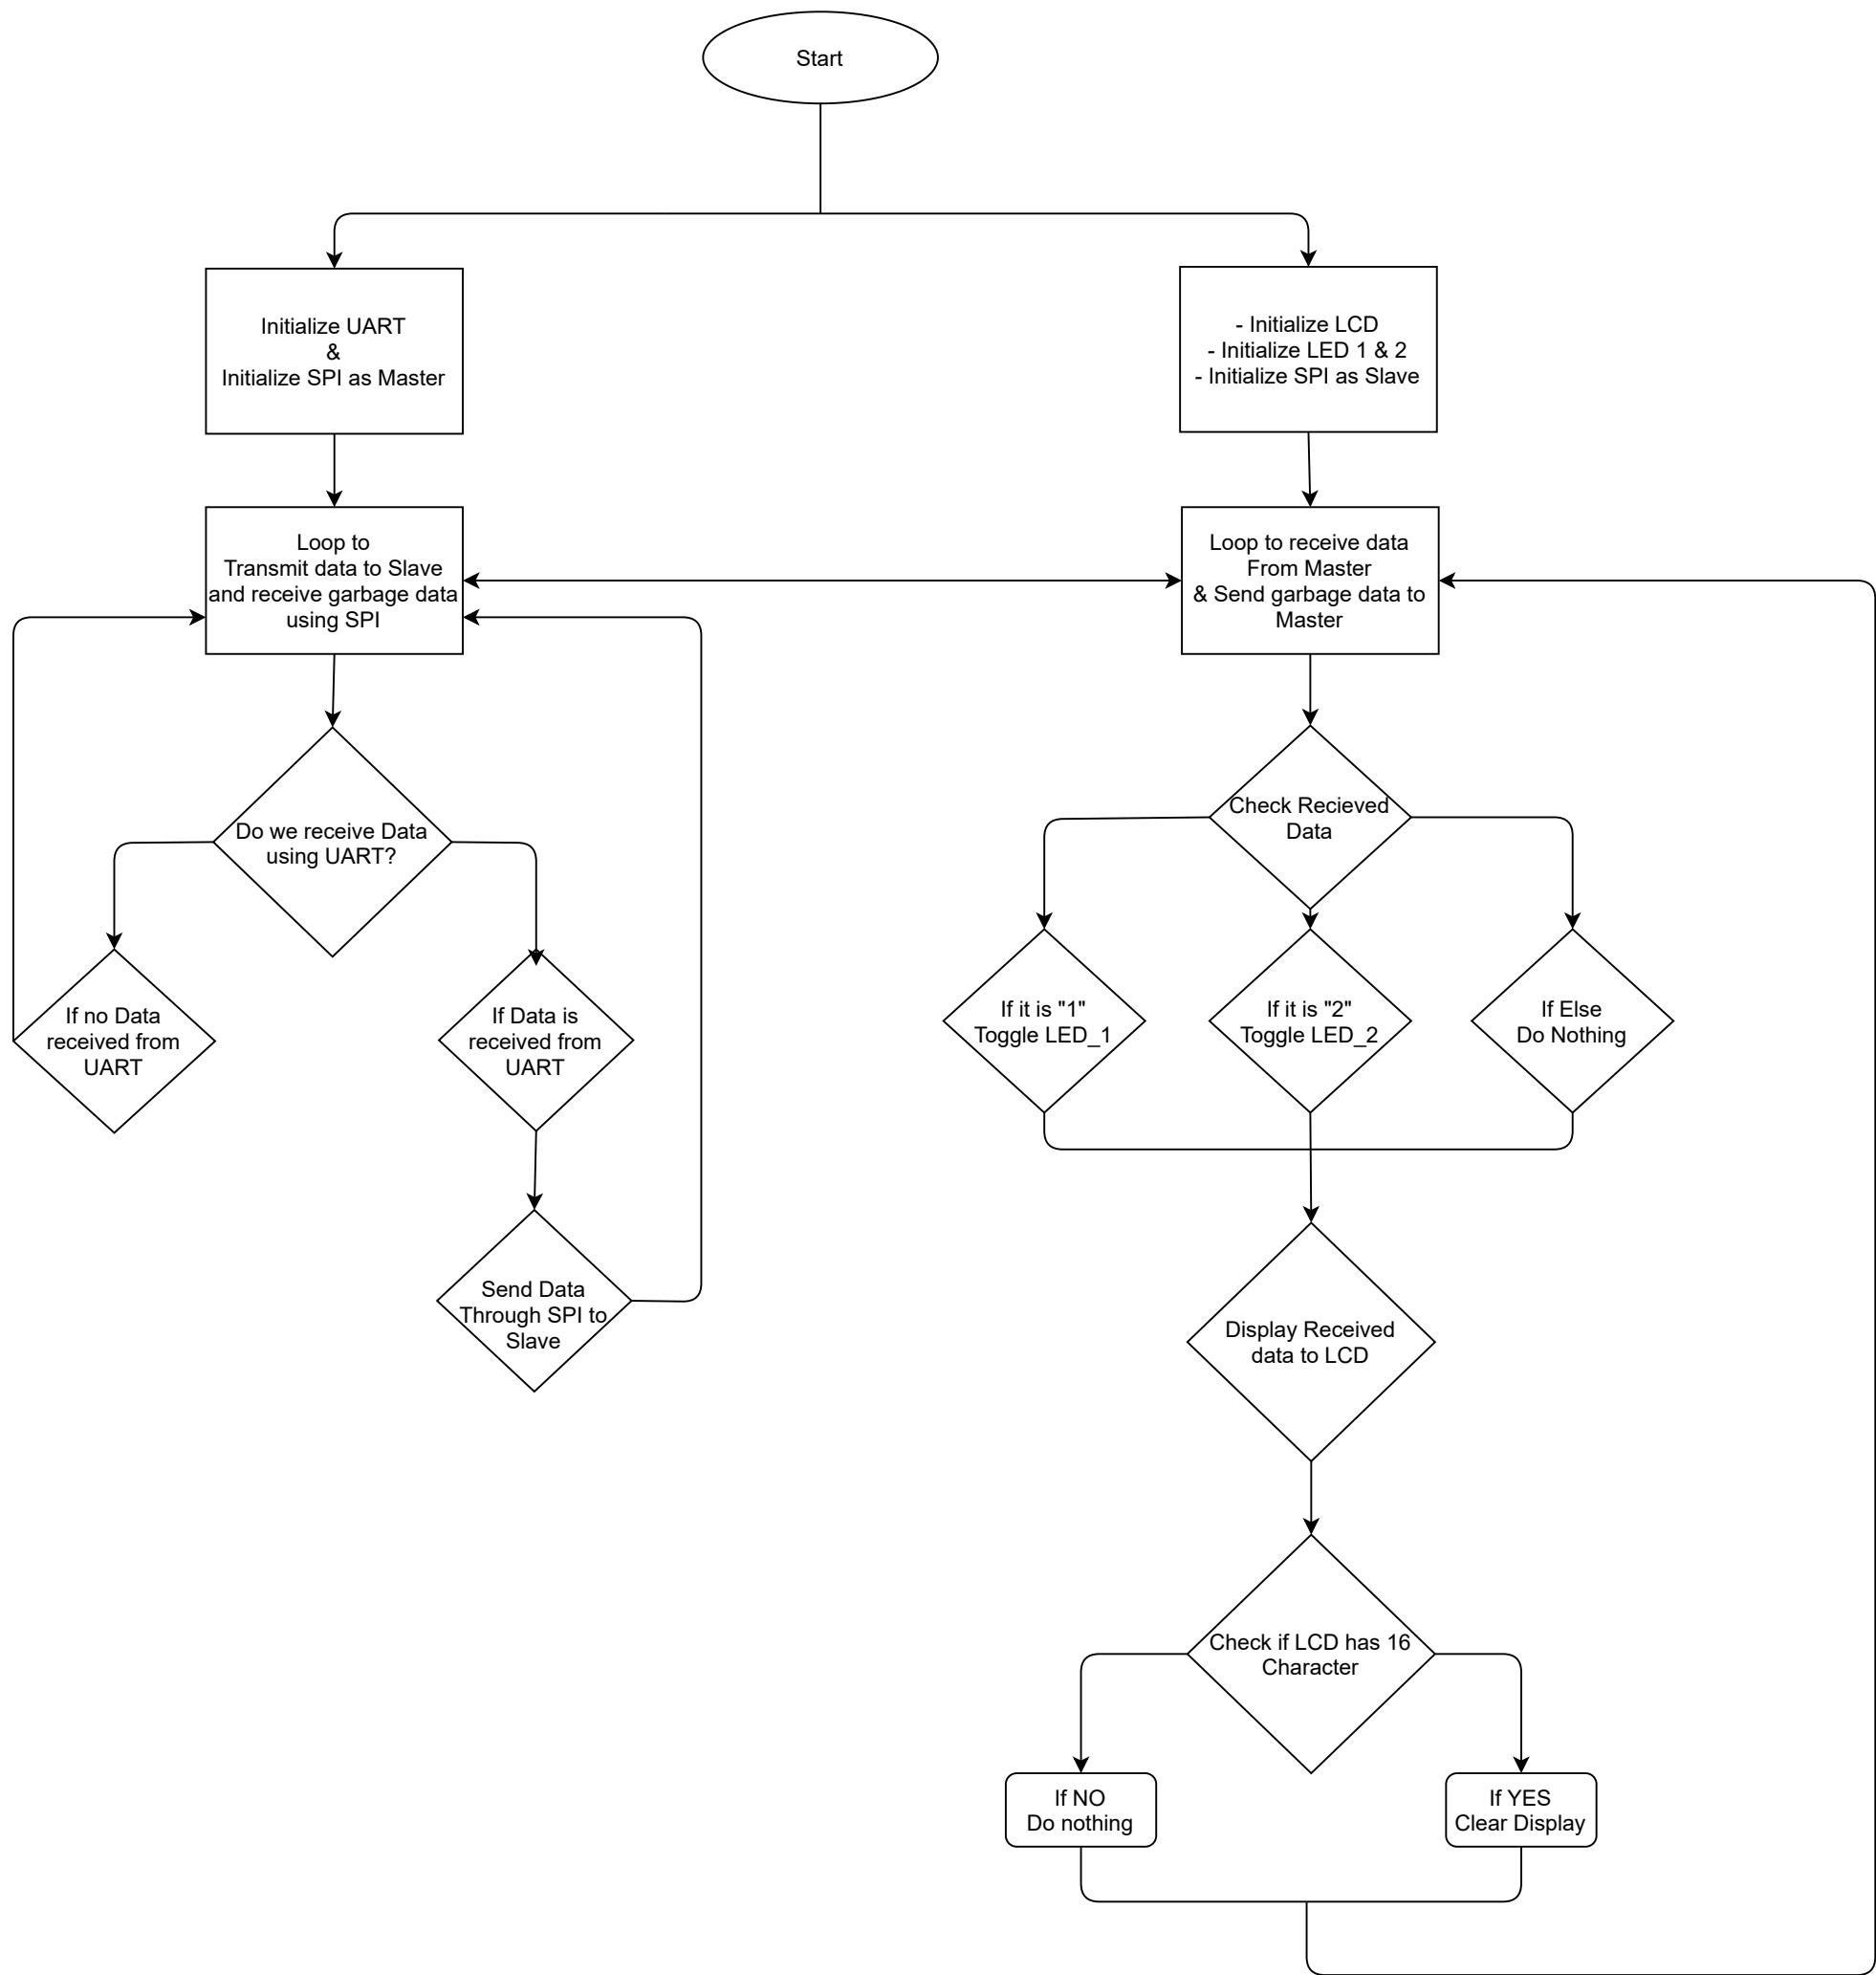 Start
Initialize UART
&
Initialize SPI as Master
- Initialize LCD
- Initialize LED 1 & 2
- Initialize SPI as Slave
Loop to
Transmit data to Slave
and receive garbage data
using SPI
Loop to receive data
From Master
& Send garbage data to
Master
Do we receive Data
using UART?
Check Recieved
Data
If no Data
received from
UART
If Data is
received from
UART
If it is "1"
Toggle LED_1
If it is "2"
Toggle LED_2
If Else
Do Nothing
Send Data
Through SPI to
Slave
Display Received
data to LCD
Check if LCD has 16
Character
If NO
Do nothing
If YES
Clear Display